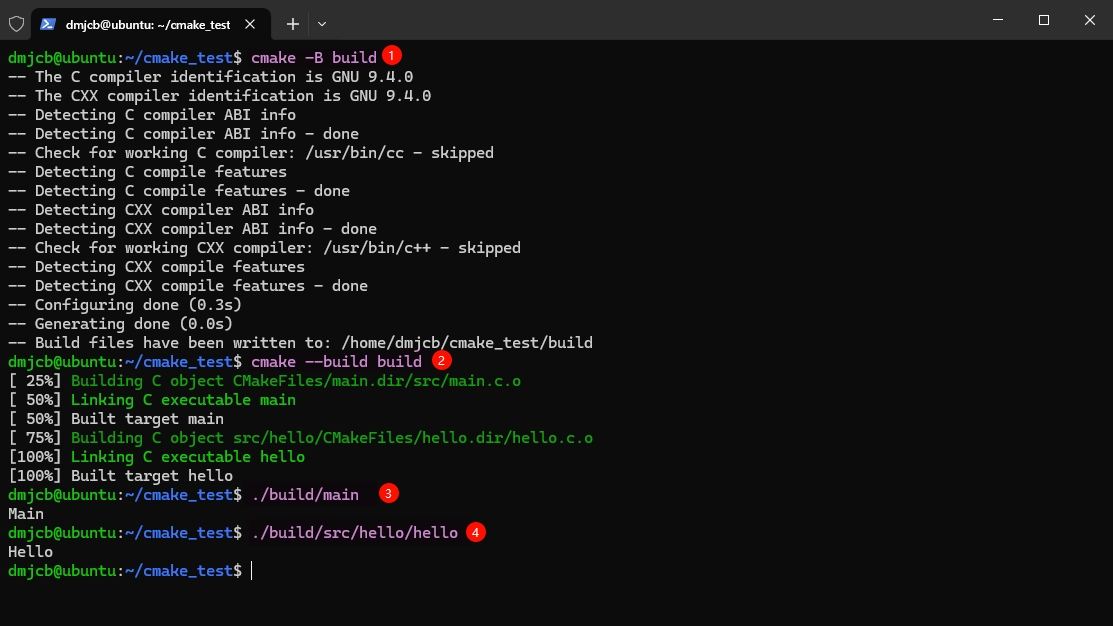 dmjcb@ubuntu: ~/cmake_test
dmjcb@ubuntu:~/cmake_test$ cmake -B build 1
-- The C compiler identification is GNU 9.4.0
-- The CXX compiler identification is GNU 9.4.0
-- Detecting C compiler ABI info
-- Detecting C compiler ABI info - done
-- Check for working C compiler: /usr/bin/cc - skipped
-- Detecting C compile features
-- Detecting C compile features - done
-- Detecting CXX compiler ABI info
-- Detecting CXX compiler ABI info - done
-- Check for working CXX compiler: /usr/bin/c++ - skipped
-- Detecting CXX compile features
-- Detecting CXX compile features - done
-- Configuring done (0.3s)
-- Generating done (0.0s)
-- Build files have been written to: /home/dmjcb/cmake_test/build
dmjcb@ubuntu:~/cmake_test$ cmake --build build 2
[ 25%] Building C object CMakeFiles/main.dir/src/main.c.o
[ 50%] Linking C executable main
[ 50%] Built target main
[ 75%] Building C object src/hello/CMakeFiles/hello.dir/hello.c.o
[100%] Linking C executable hello
[100%] Built target hello
dmjcb@ubuntu:~/cmake_test$ ./build/main 3
Main
dmjcb@ubuntu:~/cmake_test$ ./build/src/hello/hello 4
Hello
dmjcb@ubuntu:~/cmake_test$